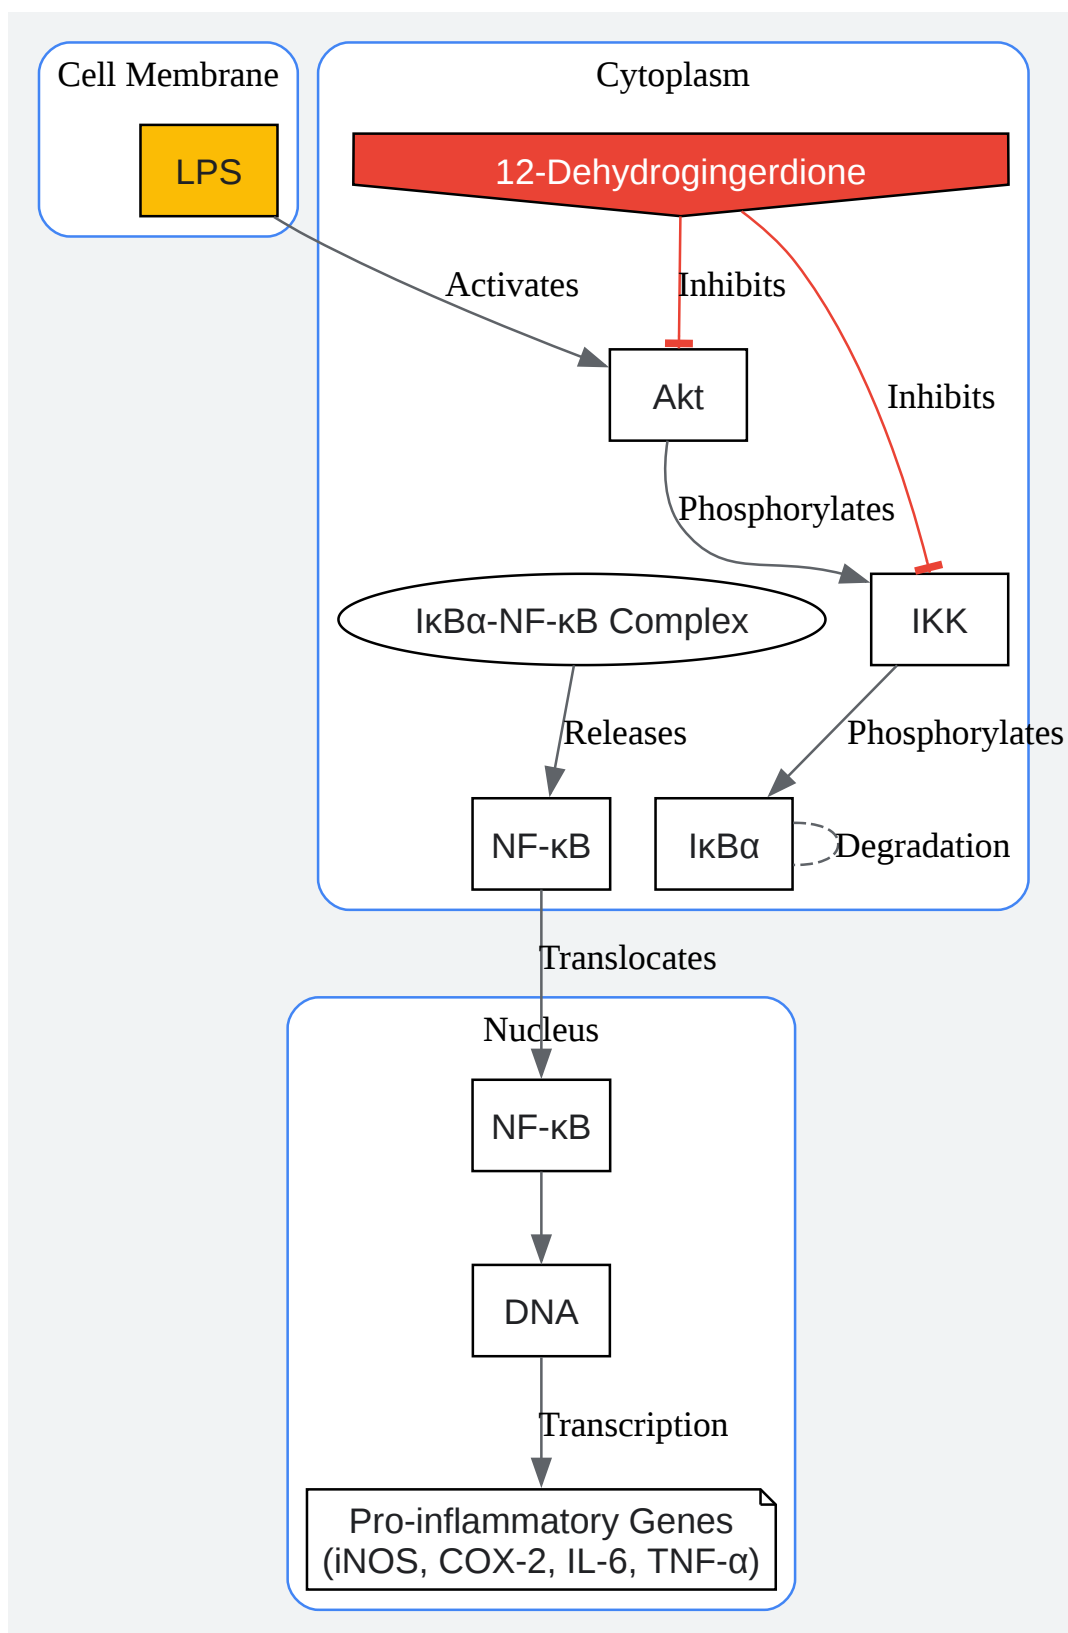 Cell Membrane
Cytoplasm
LPS
12-Dehydrogingerdione
Activates
Inhibits
Akt
Inhibits
Phosphorylates
IκBα-NF-κB Complex
IKK
Releases
Phosphorylates
NF-κB
IκBα
Degradation
Translocates
Nucleus
NF-κB
DNA
Transcription
Pro-inflammatory Genes
(iNOS, COX-2, IL-6, TNF-α)